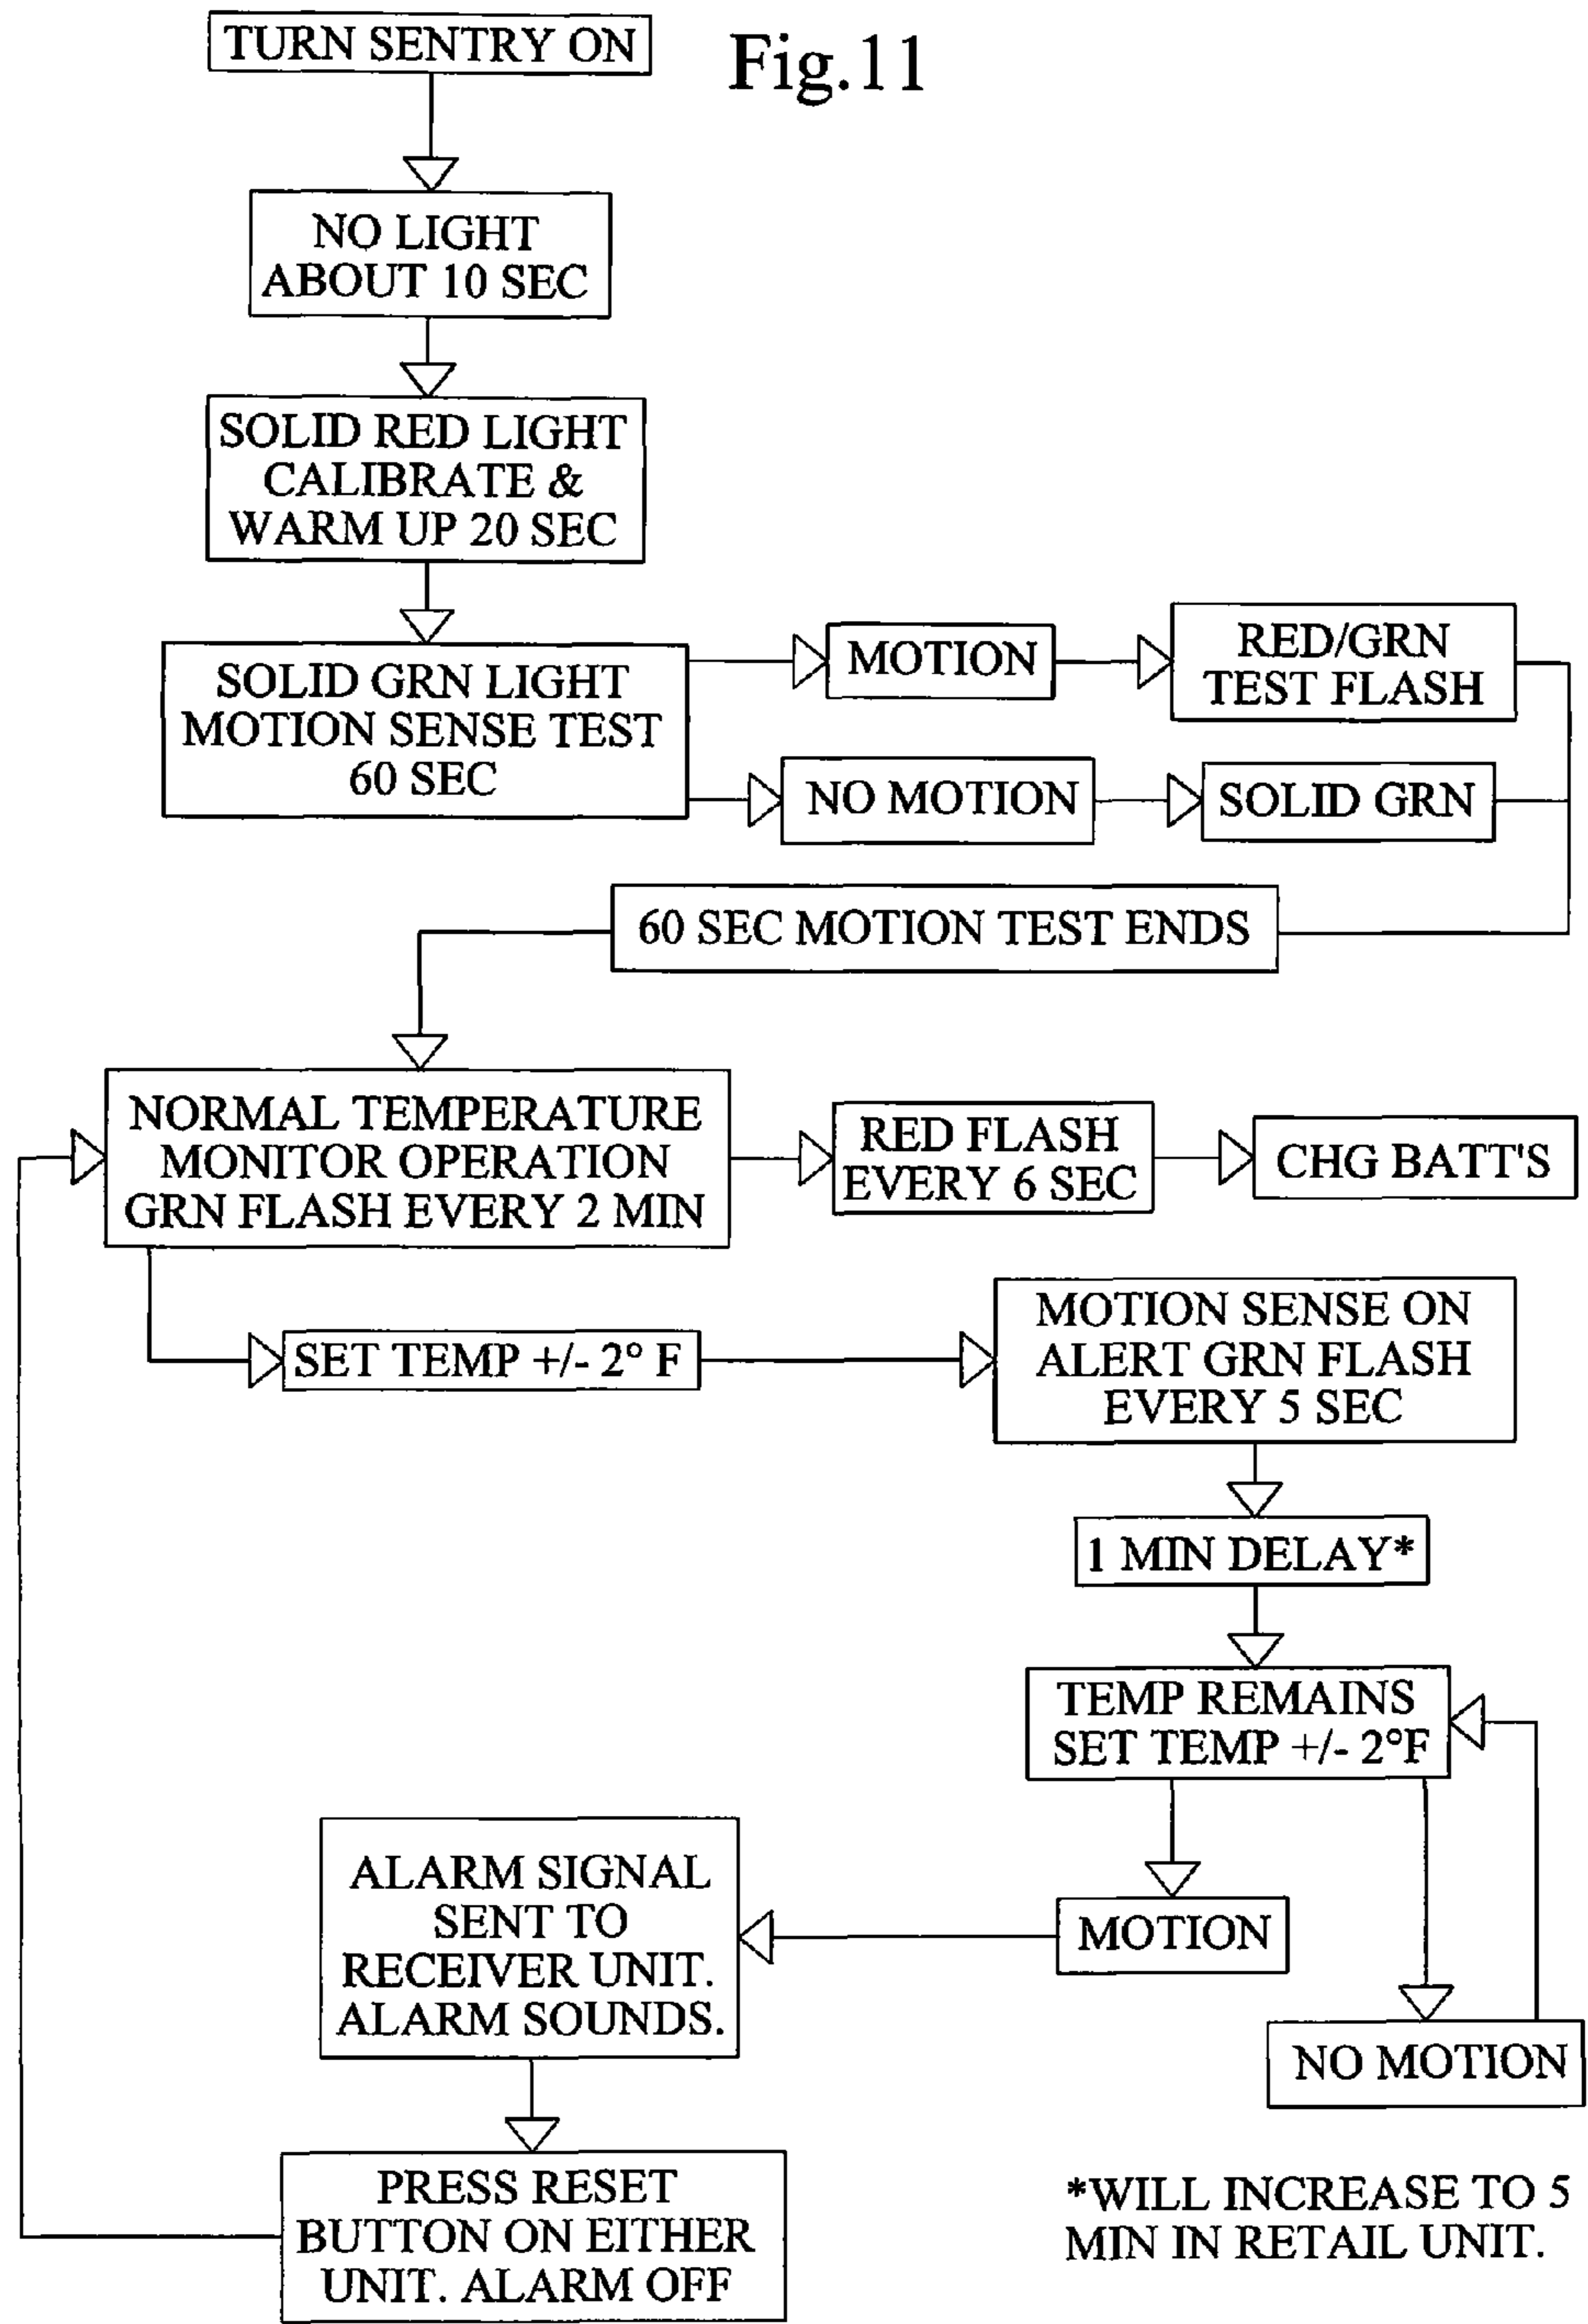 TURN SENTRY ON
Fig.11
NO LIGHT
ABOUT 10 SEC
SOLID RED LIGHT
CALIBRATE &
WARM UP 20 SEC
SOLID GRN LIGHT
MOTION SENSE TEST
60 SEC
MOTION
RED/GRN
TEST FLASH
NO MOTION
SOLID GRN
60 SEC MOTION TEST ENDS
NORMAL TEMPERATURE
MONITOR OPERATION
GRN FLASH EVERY 2 MIN
RED FLASH
EVERY 6 SEC
CHG BATT'S
SET TEMP +/- 2° F
MOTION SENSE ON
ALERT GRN FLASH
EVERY 5 SEC
1 MIN DELAY*
TEMP REMAINS
SET TEMP +/- 2°F
MOTION
NO MOTION
ALARM SIGNAL
SENT TO
RECEIVER UNIT.
ALARM SOUNDS.
PRESS RESET
BUTTON ON EITHER
UNIT. ALARM OFF
*WILL INCREASE TO 5
MIN IN RETAIL UNIT.